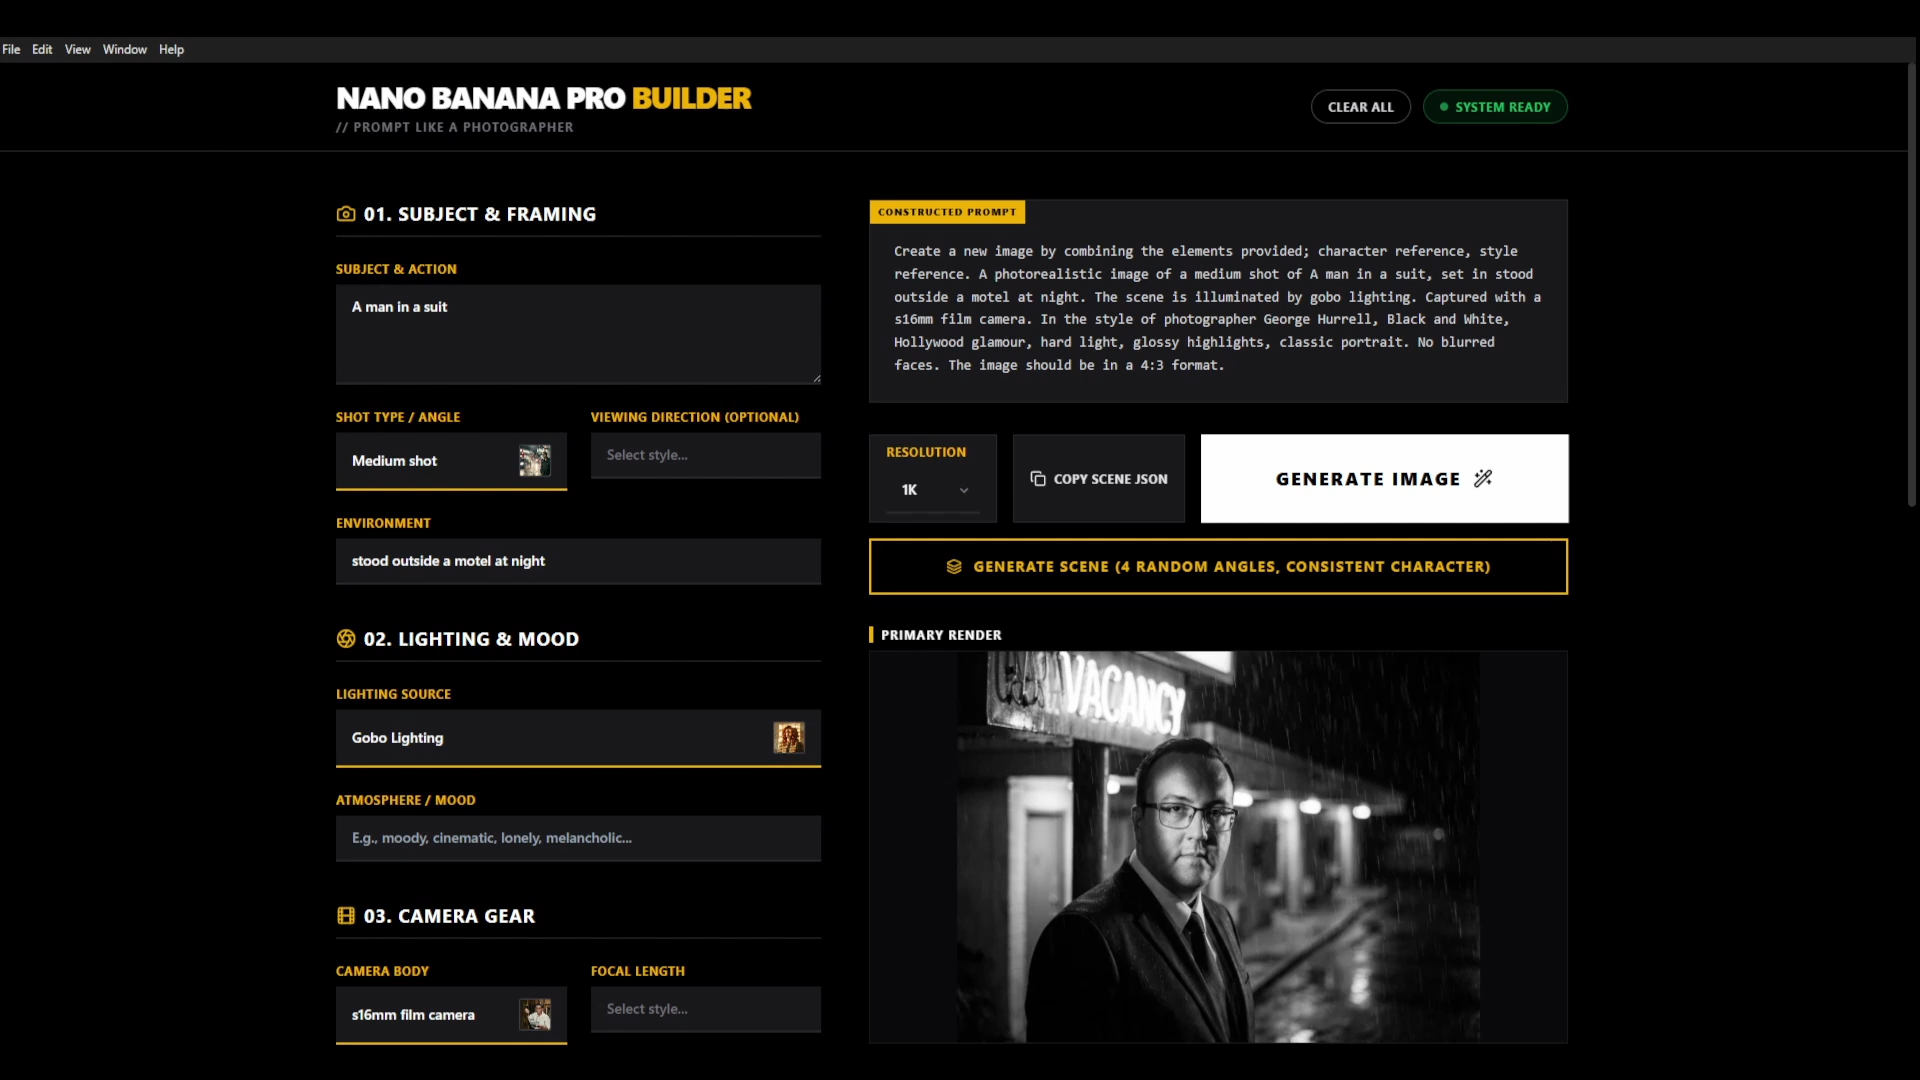 File Edit View Window Help
NANO BANANA PRO BUILDER
// PROMPT LIKE A PHOTOGRAPHER
CLEAR ALL
SYSTEM READY
01. SUBJECT & FRAMING
SUBJECT & ACTION
A man in a suit
SHOT TYPE / ANGLE
Medium shot
VIEWING DIRECTION (OPTIONAL)
Select style...
ENVIRONMENT
stood outside a motel at night
02. LIGHTING & MOOD
LIGHTING SOURCE
Gobo Lighting
ATMOSPHERE / MOOD
E.g., moody, cinematic, lonely, melancholic...
03. CAMERA GEAR
CAMERA BODY
s16mm film camera
FOCAL LENGTH
Select style...
CONSTRUCTED PROMPT
Create a new image by combining the elements provided; character reference, style
reference. A photorealistic image of a medium shot of A man in a suit, set in stood
outside a motel at night. The scene is illuminated by gobo lighting. Captured with a
s16mm film camera. In the style of photographer George Hurrell, Black and White,
Hollywood glamour, hard light, glossy highlights, classic portrait. No blurred
faces. The image should be in a 4:3 format.
RESOLUTION
1K
COPY SCENE JSON
GENERATE IMAGE
GENERATE SCENE (4 RANDOM ANGLES, CONSISTENT CHARACTER)
PRIMARY RENDER
VACANCY